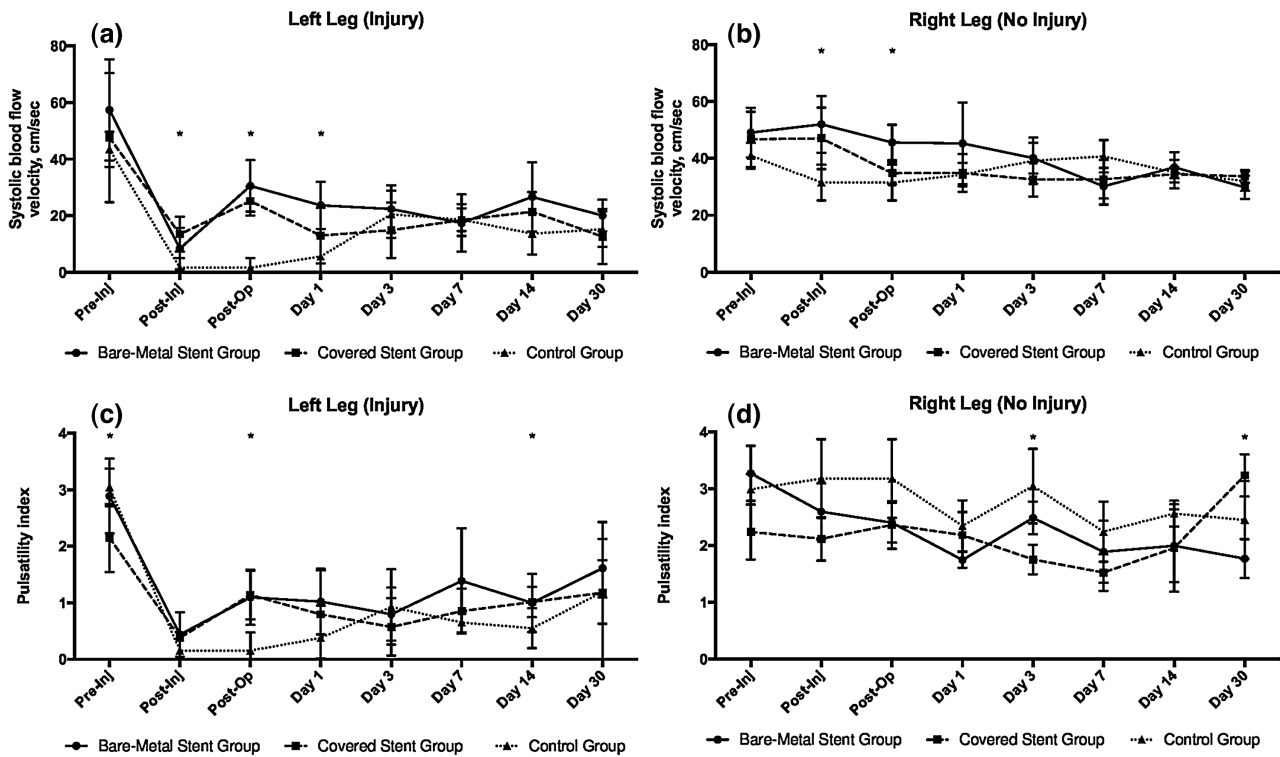 (a)
Left Leg (Injury)
Systolic blood flow
velocity, cm/sec
80
60
40
20
0
*
*
*
Pre-Inj
Post-Inj
Post-Op
Day 1
Day 3
Day 7
Day 14
Day 30
Bare-Metal Stent Group
Covered Stent Group
Control Group
(b)
Right Leg (No Injury)
Systolic blood flow
velocity, cm/sec
80
60
40
20
0
*
*
Pre-Inj
Post-Inj
Post-Op
Day 1
Day 3
Day 7
Day 14
Day 30
Bare-Metal Stent Group
Covered Stent Group
Control Group
(c)
Left Leg (Injury)
Pulsatility index
4
3
2
1
0
*
*
*
Pre-Inj
Post-Inj
Post-Op
Day 1
Day 3
Day 7
Day 14
Day 30
Bare-Metal Stent Group
Covered Stent Group
Control Group
(d)
Right Leg (No Injury)
Pulsatility index
4
3
2
1
0
*
*
Pre-Inj
Post-Inj
Post-Op
Day 1
Day 3
Day 7
Day 14
Day 30
Bare-Metal Stent Group
Covered Stent Group
Control Group